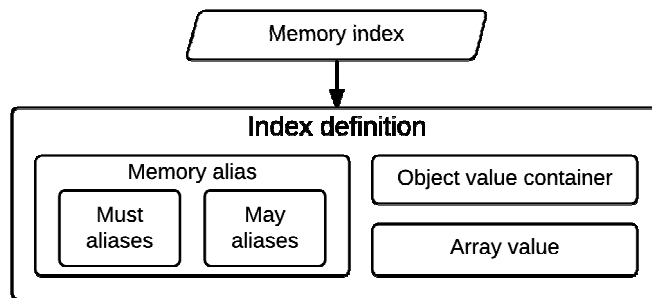 Memory index
Index definition
Memory alias
Must
aliases
May
aliases
Object value container
Array value